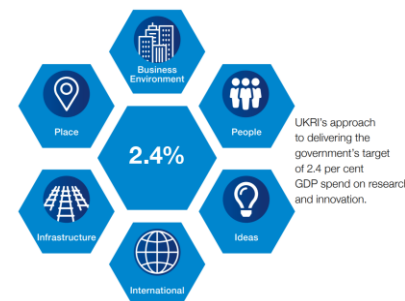 Business
Environment
Place
People
2.4%
Infrastructure
Ideas
International
UKRI's approach
to delivering the
government's target
of 2.4 per cent
GDP spend on research
and innovation.